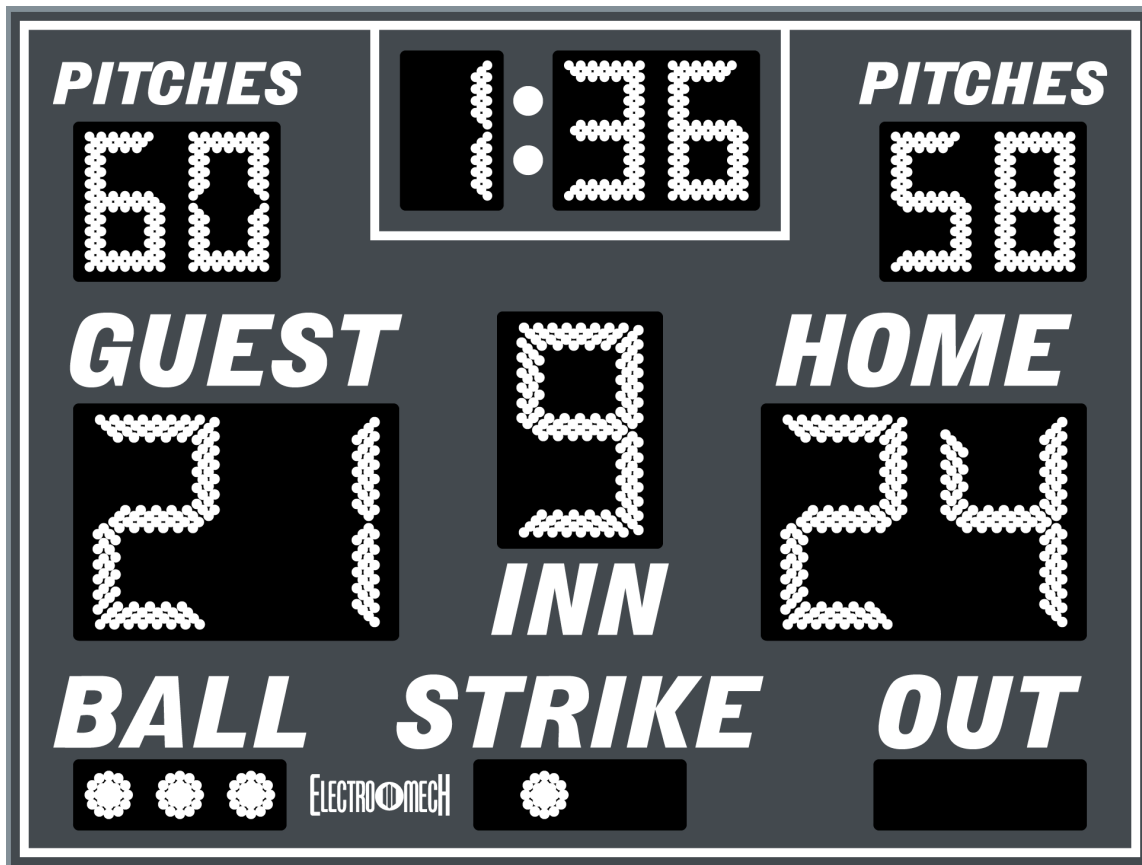 PITCHES 1:36 PITCHES
60 58
GUEST HOME
21 9 24
INN
BALL STRIKE OUT
ELECTRO MECH